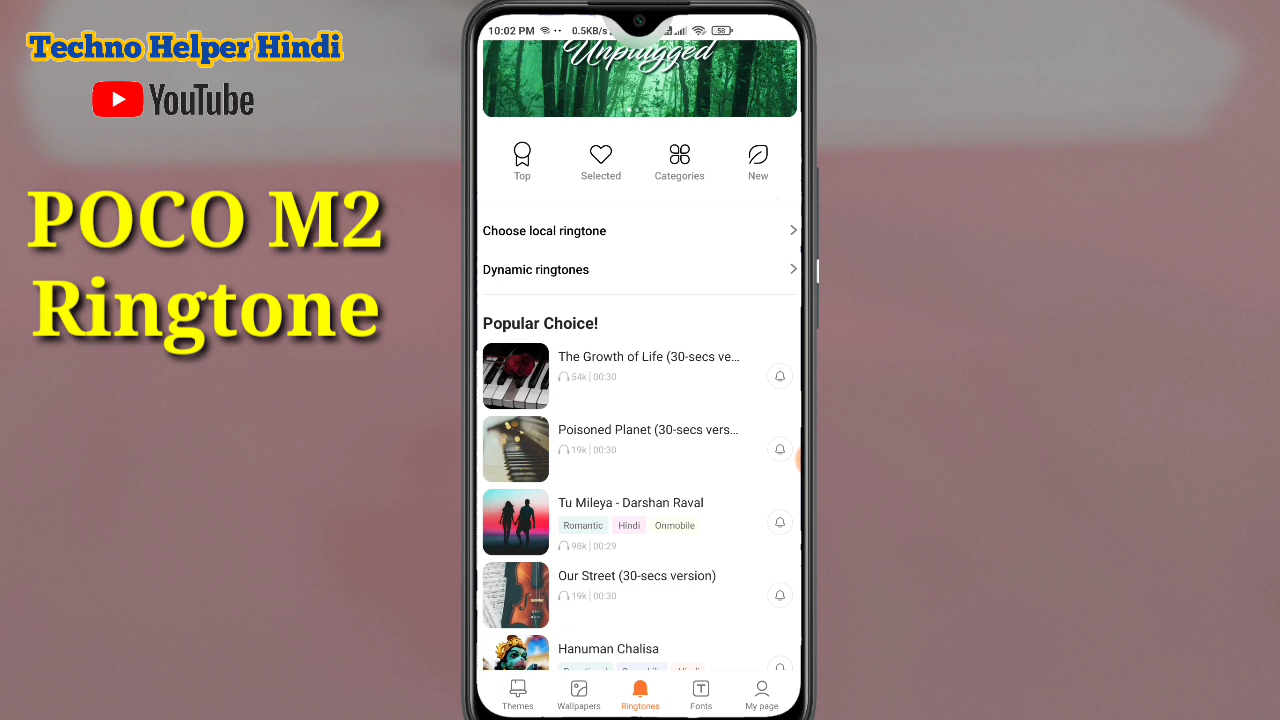 Techno Helper Hindi
YouTube
POCO M2
Ringtone
10:02 PM
0.5KB/s
58
Unplugged
Top
Selected
Categories
New
Choose local ringtone
Dynamic ringtones
Popular Choice!
The Growth of Life (30-secs ve...
54k | 00:30
Poisoned Planet (30-secs vers...
19k | 00:30
Tu Mileya - Darshan Raval
Romantic Hindi Onmobile
98k | 00:29
Our Street (30-secs version)
19k | 00:30
Hanuman Chalisa
Themes
Wallpapers
Ringtones
Fonts
My page